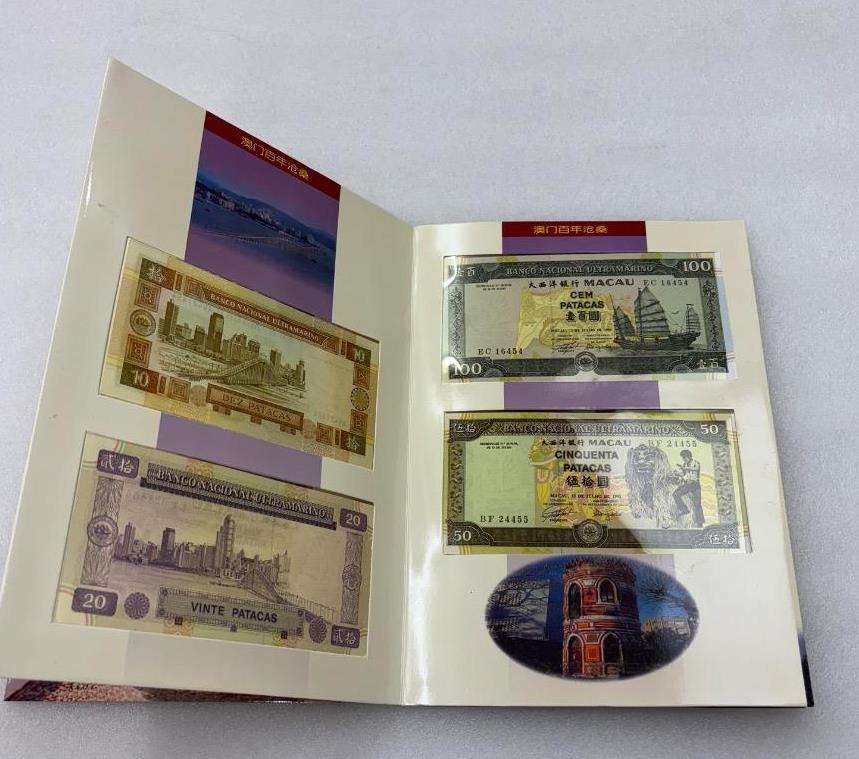 澳门百年沧桑
拾
BANCO NACIONAL ULTRAMARINO
10
10
DEZ PATACAS
拾
贰拾
BANCO NACIONAL ULTRAMARINO
20
20
VINTE PATACAS
贰拾
澳门百年沧桑
壹百
BANCO NACIONAL ULTRAMARINO
100
大西洋銀行 MACAU
EC 16454
CEM
PATACAS
壹百圓
EC 16454
100
壹百
伍拾
BANCO NACIONAL ULTRAMARINO
50
大西洋銀行 MACAU
BF 24455
CINQUENTA
PATACAS
伍拾圓
BF 24455
50
伍拾